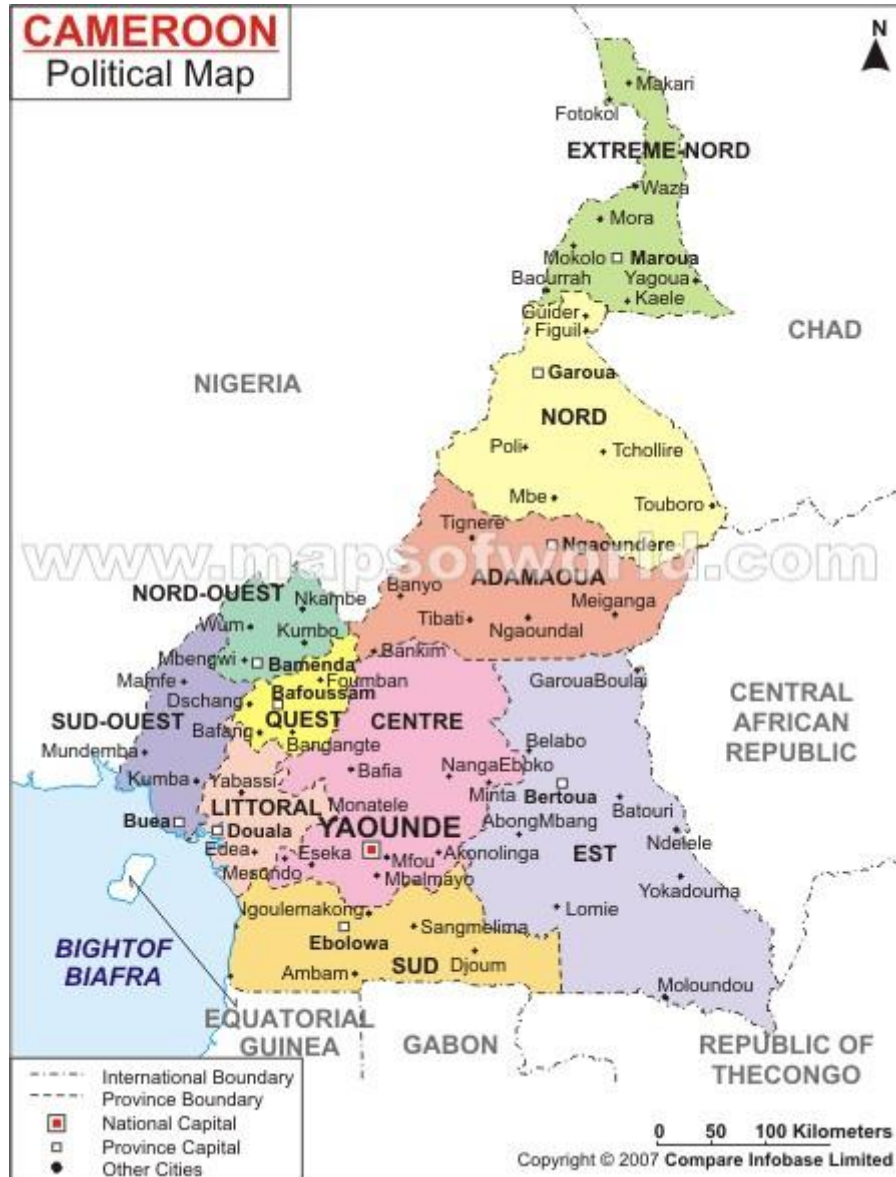 CAMEROON
Political Map
N
Makari
Fotokol
EXTREME-NORD
Waza
Mora
Mokolo
Maroua
Baourrah
Yagoua
Kaele
Guider
Figuil
CHAD
NIGERIA
Garoua
NORD
Poli
Tchollire
Mbe
Touboro
Tignere
Ngaoundere
www.mapsofworld.com
ADAMAOUA
NORD-OUEST
Nkambe
Banyo
Meiganga
Wum
Kumbo
Tibati
Ngaoundal
Mbengwi
Bamenda
Bankim
Mamfe
Foumban
GarouaBoulai
Dschang
Bafoussam
SUD-OUEST
QUEST
CENTRE
CENTRAL
AFRICAN
REPUBLIC
Bafang
Bandangte
Mundemba
Belabo
Kumba
Yabassi
Bafia
NangaEboko
Minta
Bertoua
LITTORAL
Monatele
Batouri
Buea
Douala
YAOUNDE
AbongMbang
Ndelele
Edea
Eseka
Mfou
Akonolinga
EST
Mesondo
Mbalmayo
Yokadouma
Ngoulemakong
Lomie
Ebolowa
Sangmelima
BIGHTOF
BIAFRA
Ambam
SUD
Djoum
Moloundou
EQUATORIAL
GUINEA
GABON
REPUBLIC OF
THECONGO
International Boundary
Province Boundary
National Capital
Province Capital
Other Cities
0 50 100 Kilometers
Copyright © 2007 Compare Infobase Limited